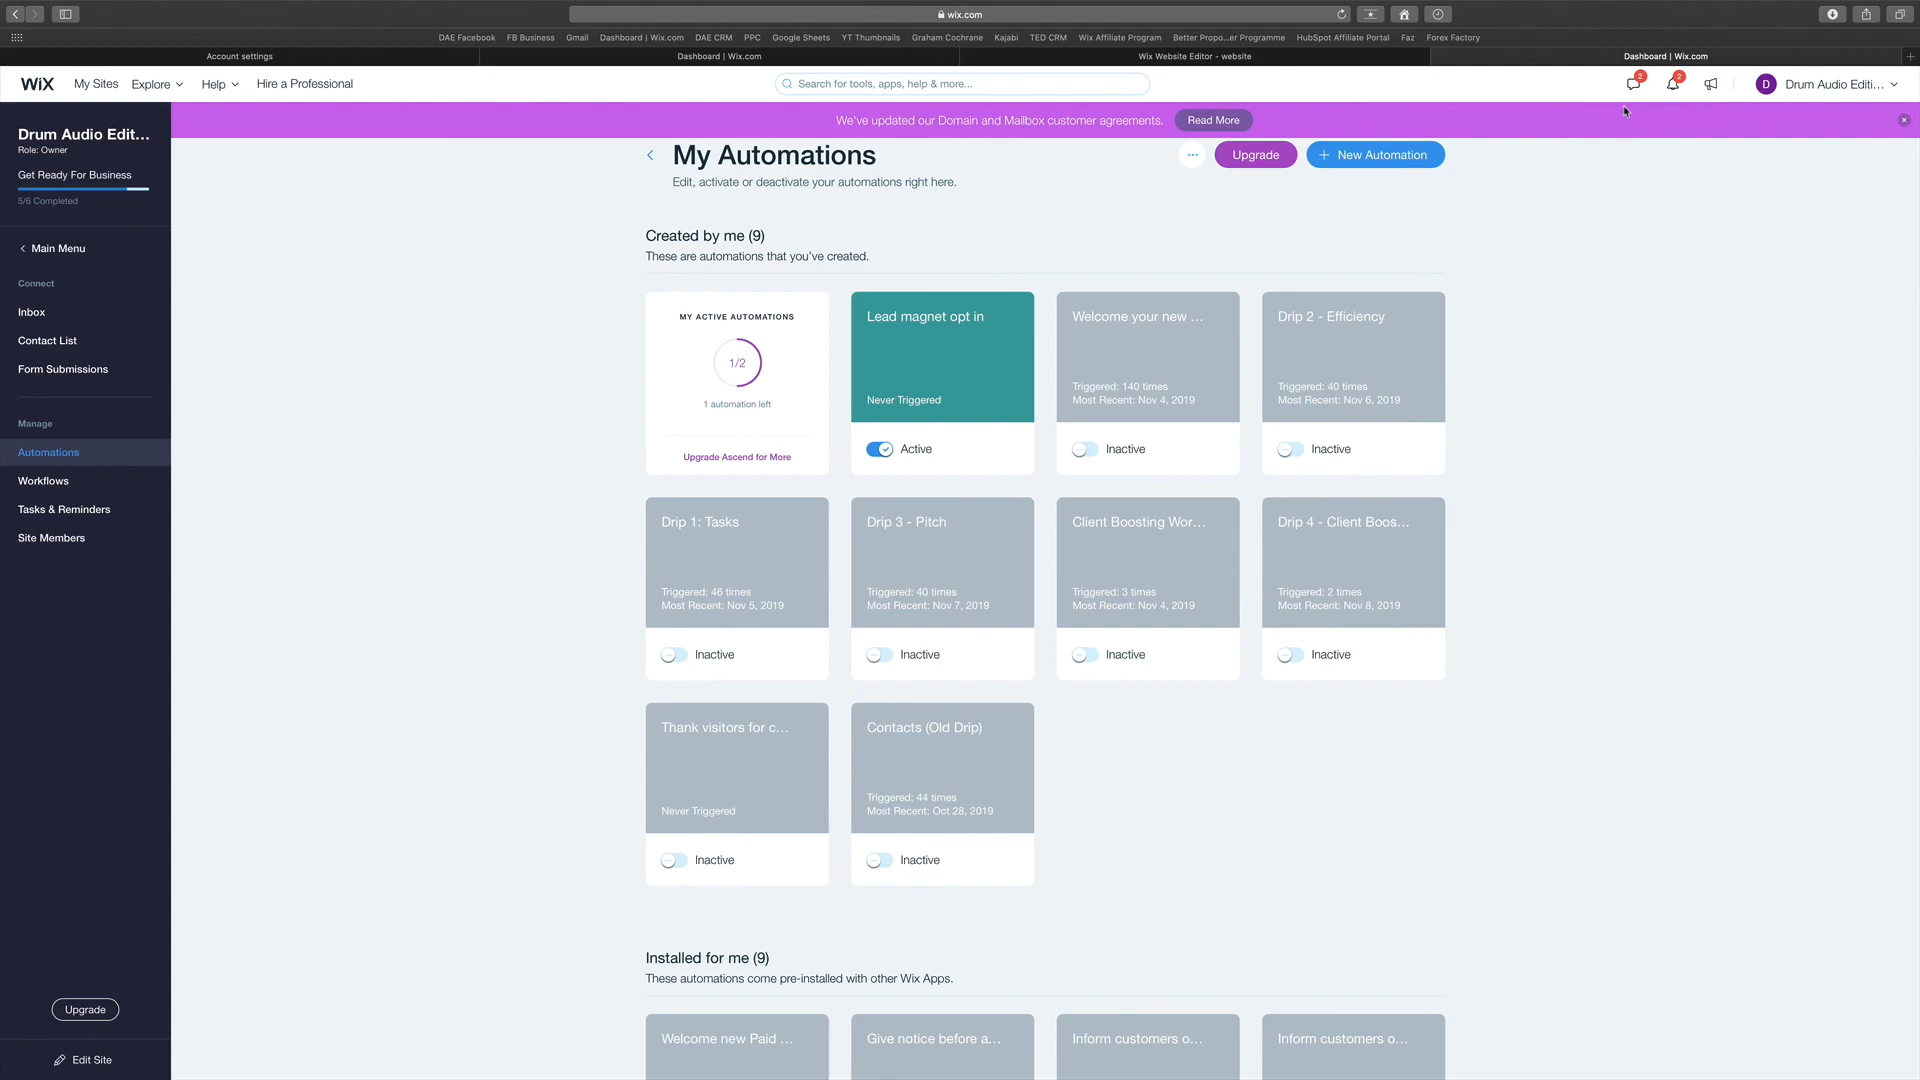 wix.com
DAE Facebook FB Business Gmail Dashboard | Wix.com DAE CRM PPC Google Sheets YT Thumbnails Graham Cochrane Kajabi TED CRM Wix Affiliate Program Better Propo...er Programme HubSpot Affiliate Portal Faz Forex Factory
Account settings Dashboard | Wix.com Wix Website Editor - website Dashboard | Wix.com
WiX My Sites Explore Help Hire a Professional Search for tools, apps, help & more... 2 2 D Drum Audio Editi...
We've updated our Domain and Mailbox customer agreements. Read More
Drum Audio Edit...
Role: Owner
Get Ready For Business
5/6 Completed
Main Menu
Connect
Inbox
Contact List
Form Submissions
Manage
Automations
Workflows
Tasks & Reminders
Site Members
Upgrade
Edit Site
My Automations
Upgrade
New Automation
Edit, activate or deactivate your automations right here.
Created by me (9)
These are automations that you've created.
MY ACTIVE AUTOMATIONS
1/2
1 automation left
Upgrade Ascend for More
Lead magnet opt in
Never Triggered
Active
Welcome your new ...
Triggered: 140 times
Most Recent: Nov 4, 2019
Inactive
Drip 2 - Efficiency
Triggered: 40 times
Most Recent: Nov 6, 2019
Inactive
Drip 1: Tasks
Triggered: 46 times
Most Recent: Nov 5, 2019
Inactive
Drip 3 - Pitch
Triggered: 40 times
Most Recent: Nov 7, 2019
Inactive
Client Boosting Wor...
Triggered: 3 times
Most Recent: Nov 4, 2019
Inactive
Drip 4 - Client Boos...
Triggered: 2 times
Most Recent: Nov 8, 2019
Inactive
Thank visitors for c...
Never Triggered
Inactive
Contacts (Old Drip)
Triggered: 44 times
Most Recent: Oct 28, 2019
Inactive
Installed for me (9)
These automations come pre-installed with other Wix Apps.
Welcome new Paid ...
Give notice before a...
Inform customers o...
Inform customers o...